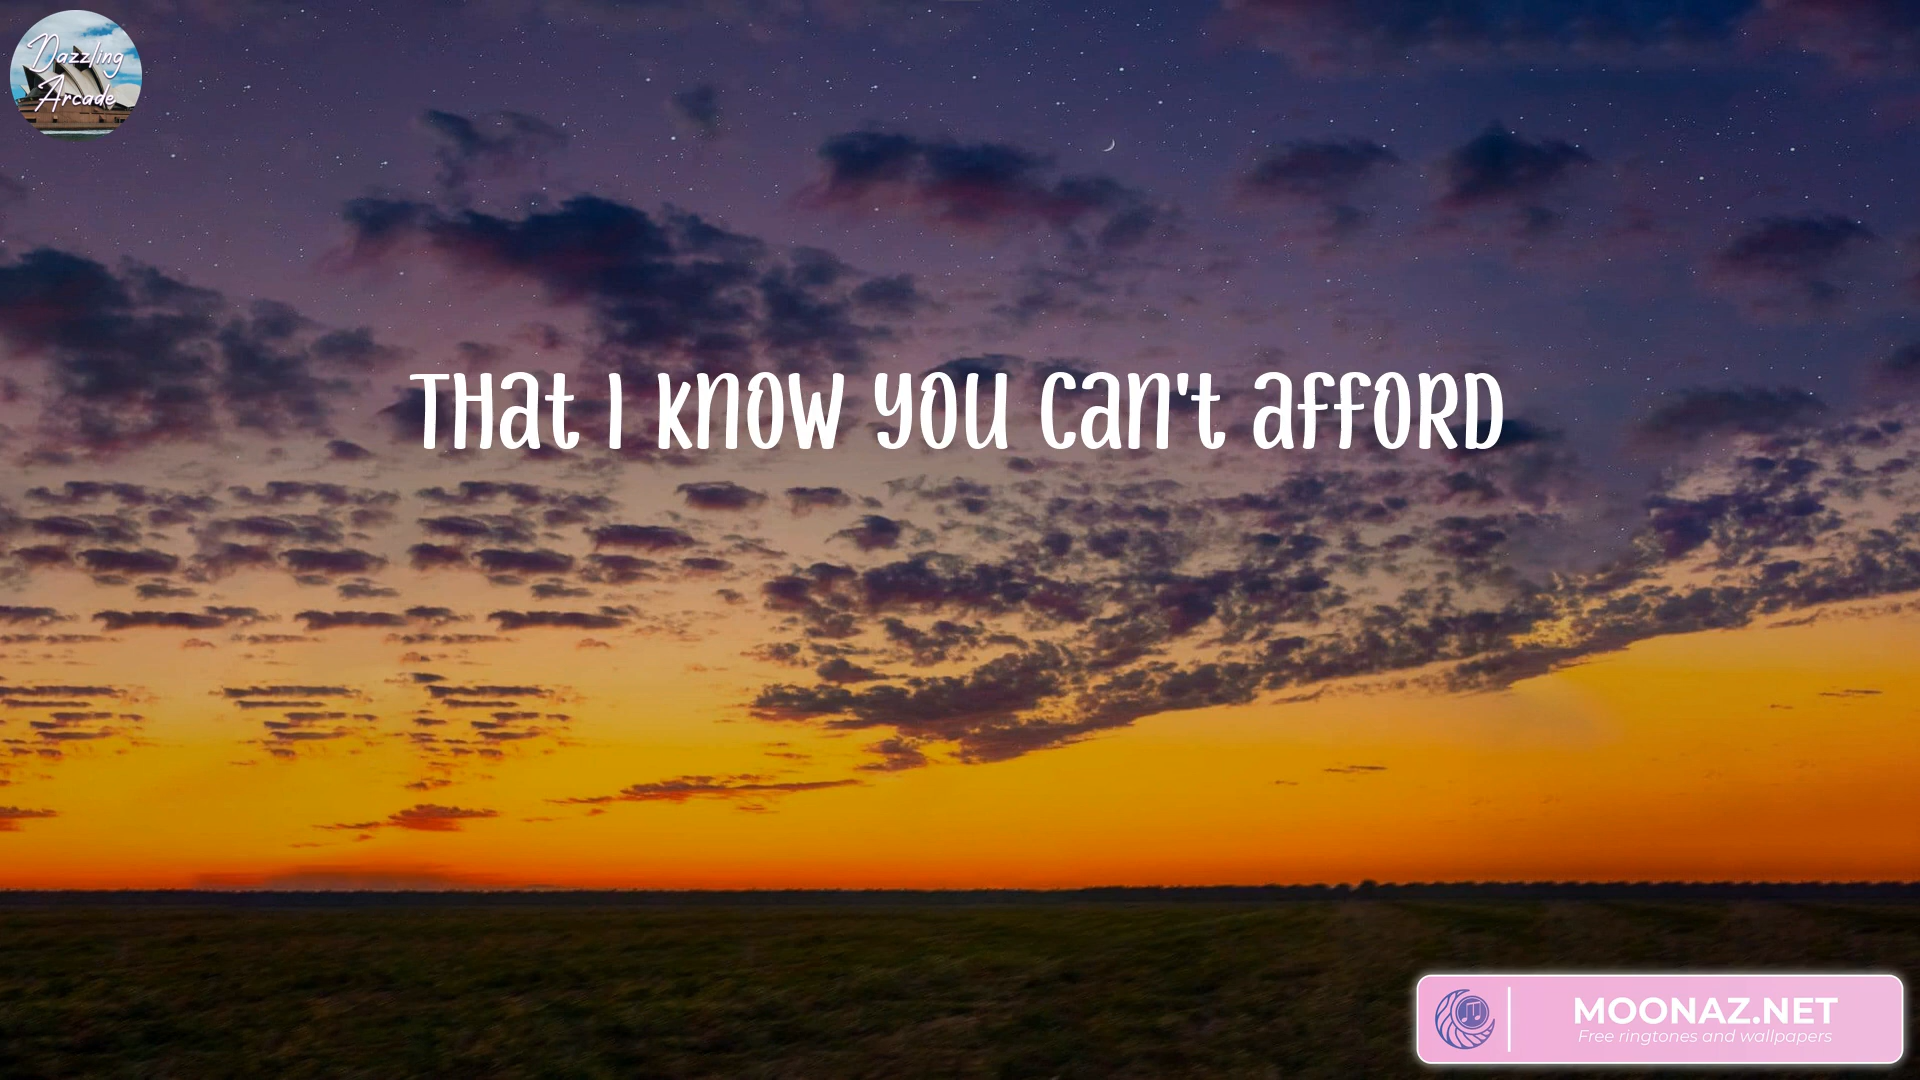 Dazzling
Arcade
That I know you can't afford
MOONAZ.NET
Free ringtones and wallpapers